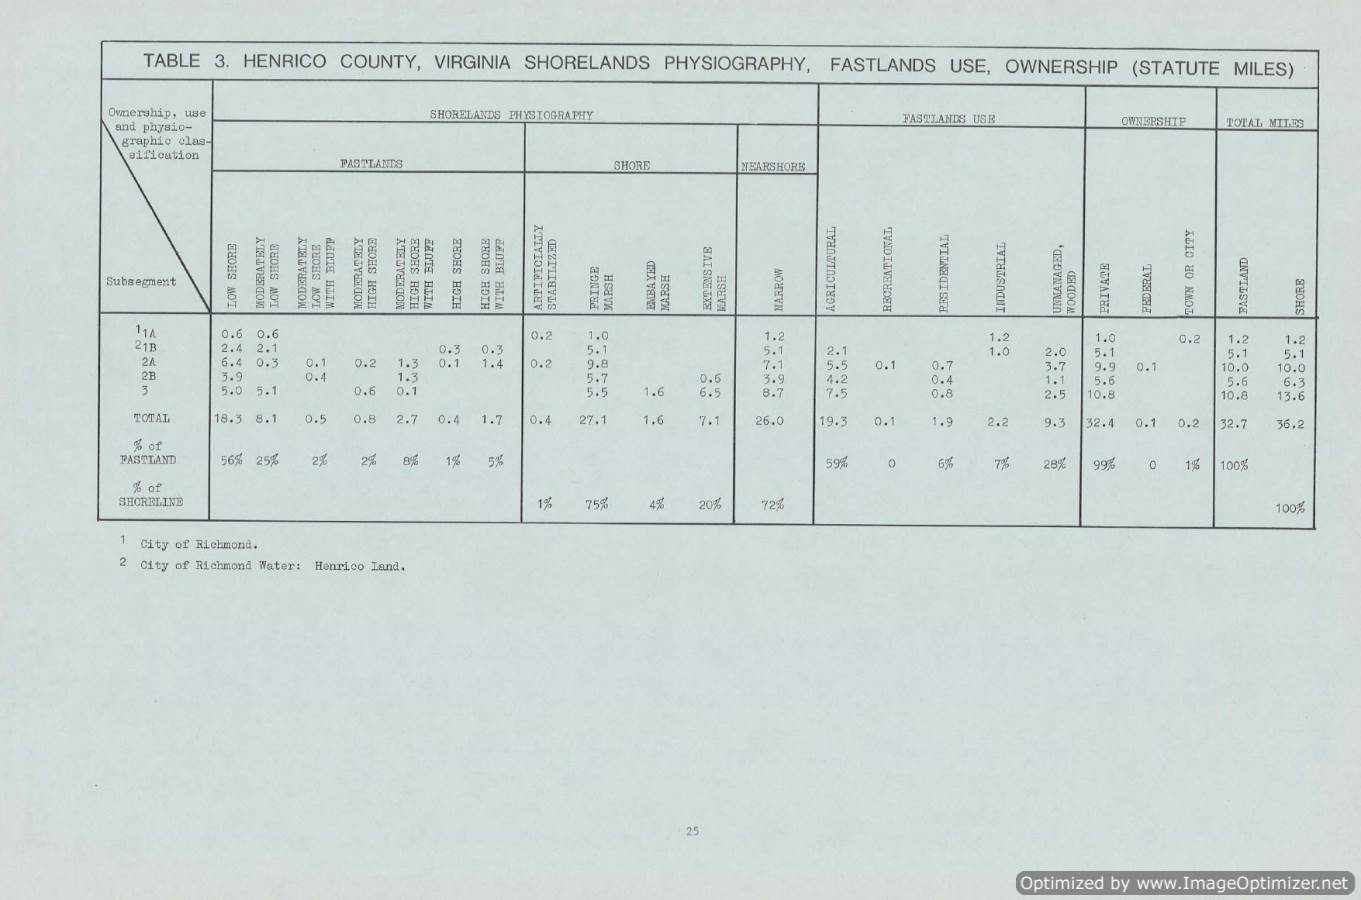 TABLE 3. HENRICO COUNTY, VIRGINIA SHORELANDS PHYSIOGRAPHY, FASTLANDS USE, OWNERSHIP (STATUTE MILES)
Ownership, use and physio- graphic clas- sification
SHORELANDS PHYSIOGRAPHY FASTLANDS USE OWNERSHIP TOTAL MILES
FASTLANDS SHORE NEARSHORE
Subsegment
LOW SHORE
MODERATELY LOW SHORE
MODERATELY LOW SHORE WITH BLUFF
MODERATELY HIGH SHORE
MODERATELY HIGH SHORE WITH BLUFF
HIGH SHORE
HIGH SHORE WITH BLUFF
ARTIFICIALLY STABILIZED
FRINGE MARSH
EMBAYED MARSH
EXTENSIVE MARSH
NARROW
AGRICULTURAL
RECREATIONAL
RESIDENTIAL
INDUSTRIAL
UNMANAGED, WOODED
PRIVATE
FEDERAL
TOWN OR CITY
FASTLAND
SHORE
1 1A 0.6 0.6 0.2 1.0 1.2 1.2 1.0 0.2 1.2 1.2
2 1B 2.4 2.1 0.3 0.3 5.1 5.1 2.1 1.0 2.0 5.1 5.1 5.1
2A 6.4 0.3 0.1 0.2 1.3 0.1 1.4 0.2 9.8 7.1 5.5 0.1 0.7 3.7 9.9 0.1 10.0 10.0
2B 3.9 0.4 1.3 5.7 0.6 3.9 4.2 0.4 1.1 5.6 5.6 6.3
3 5.0 5.1 0.6 0.1 5.5 1.6 6.5 8.7 7.5 0.8 2.5 10.8 10.8 13.6
TOTAL 18.3 8.1 0.5 0.8 2.7 0.4 1.7 0.4 27.1 1.6 7.1 26.0 19.3 0.1 1.9 2.2 9.3 32.4 0.1 0.2 32.7 36.2
% of
FASTLAND 56% 25% 2% 2% 8% 1% 5% 59% 0 6% 7% 28% 99% 0 1% 100%
% of
SHORELINE 1% 75% 4% 20% 72% 100%
1 City of Richmond.
2 City of Richmond Water: Henrico Land.
25
Optimized by www.ImageOptimizer.net